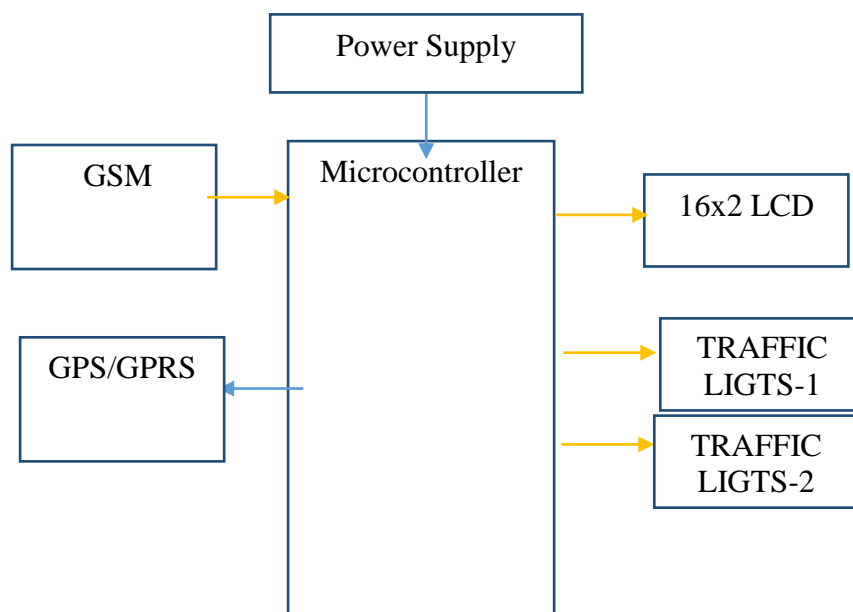 Power Supply
GSM
Microcontroller
16x2 LCD
GPS/GPRS
TRAFFIC
LIGTS-1
TRAFFIC
LIGTS-2